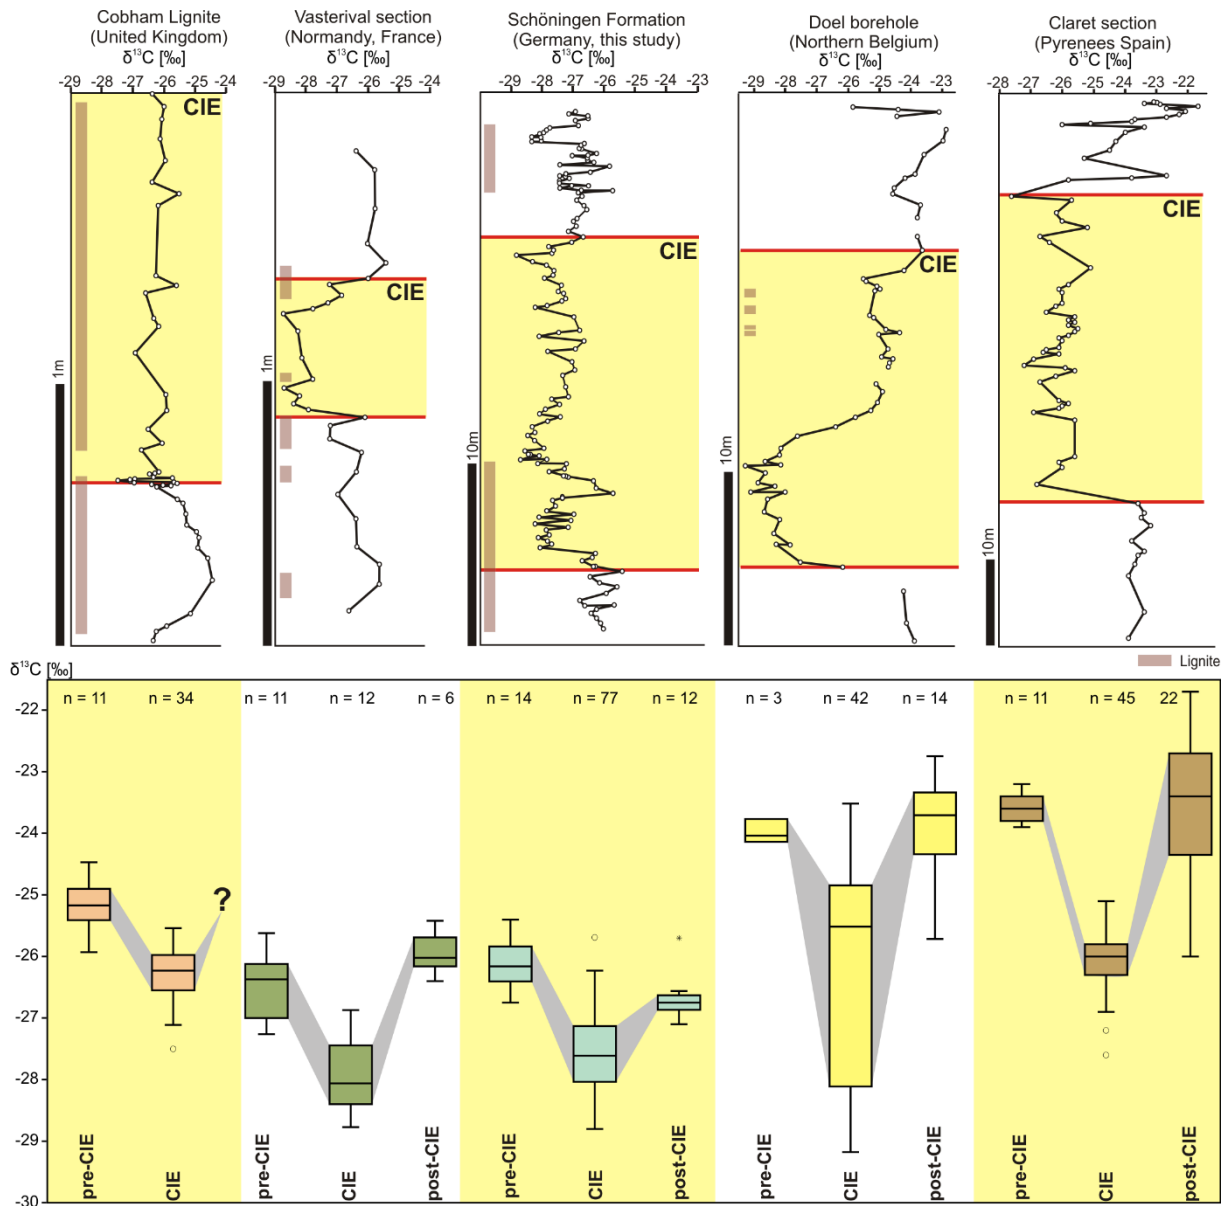 Cobham Lignite
(United Kingdom)
δ¹³C [‰]
-29 -28 -27 -26 -25 -24
CIE
1m
Vasterival section
(Normandy, France)
δ¹³C [‰]
-29 -28 -27 -26 -25 -24
CIE
1m
Schöningen Formation
(Germany, this study)
δ¹³C [‰]
-29 -28 -27 -26 -25 -24 -23
CIE
10m
Doel borehole
(Northern Belgium)
δ¹³C [‰]
-29 -28 -27 -26 -25 -24 -23
CIE
10m
Claret section
(Pyrenees Spain)
δ¹³C [‰]
-28 -27 -26 -25 -24 -23 -22
CIE
10m
Lignite
δ¹³C [‰]
n = 11 n = 34 n = 11 n = 12 n = 6 n = 14 n = 77 n = 12 n = 3 n = 42 n = 14 n = 11 n = 45 22
-22
-23
-24
-25
-26
-27
-28
-29
-30
?
pre-CIE CIE pre-CIE CIE post-CIE pre-CIE CIE post-CIE pre-CIE CIE post-CIE pre-CIE CIE post-CIE